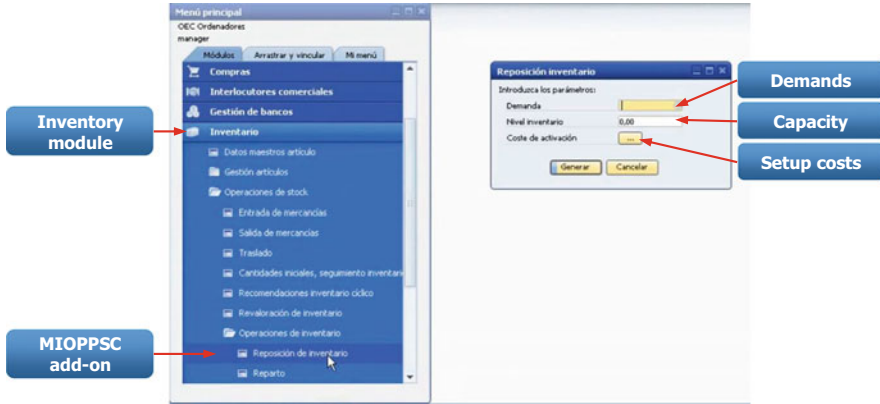 Menú principal
OEC Ordenadores
manager
Módulos
Arrastrar y vincular
Mi menú
Compras
Interlocutores comerciales
Gestión de bancos
Inventario
Datos maestros artículo
Gestión artículos
Operaciones de stock
Entrada de mercancías
Salida de mercancías
Traslado
Cantidades iniciales, seguimiento inventari
Recomendaciones inventario cíclico
Revaloración de inventario
Operaciones de inventario
Reposición de inventario
Reparto
Inventory
module
MIOPPSC
add-on
Reposición inventario
Introduzca los parámetros:
Demanda
Nivel inventario
0,00
Coste de activación
...
Generar
Cancelar
Demands
Capacity
Setup costs